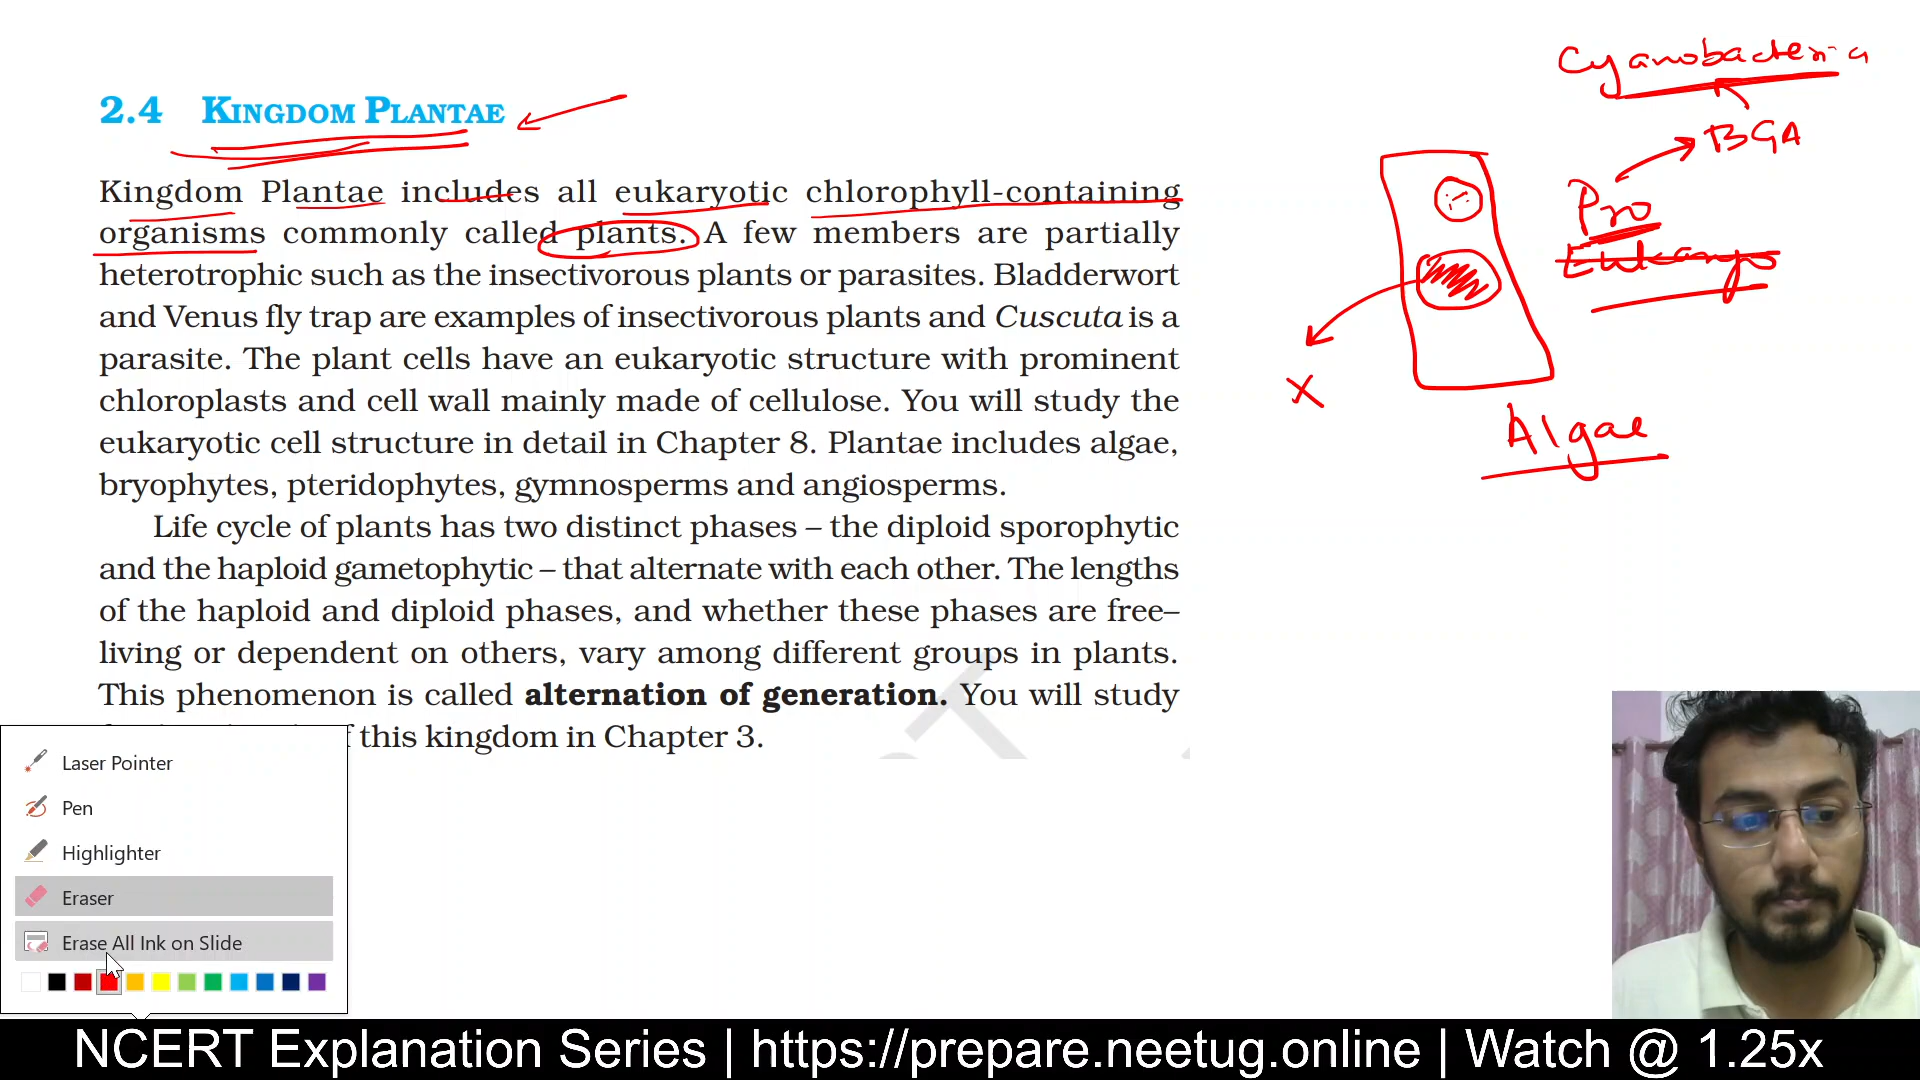 2.4 KINGDOM PLANTAE
Kingdom Plantae includes all eukaryotic chlorophyll-containing
organisms commonly called plants. A few members are partially
heterotrophic such as the insectivorous plants or parasites. Bladderwort
and Venus fly trap are examples of insectivorous plants and Cuscuta is a
parasite. The plant cells have an eukaryotic structure with prominent
chloroplasts and cell wall mainly made of cellulose. You will study the
eukaryotic cell structure in detail in Chapter 8. Plantae includes algae,
bryophytes, pteridophytes, gymnosperms and angiosperms.
Life cycle of plants has two distinct phases – the diploid sporophytic
and the haploid gametophytic – that alternate with each other. The lengths
of the haploid and diploid phases, and whether these phases are free–
living or dependent on others, vary among different groups in plants.
This phenomenon is called alternation of generation. You will study
of this kingdom in Chapter 3.
Cyanobacteria
BGA
Pro
Eukaryo
X
Algae
Laser Pointer
Pen
Highlighter
Eraser
Erase All Ink on Slide
NCERT Explanation Series | https://prepare.neetug.online | Watch @ 1.25x